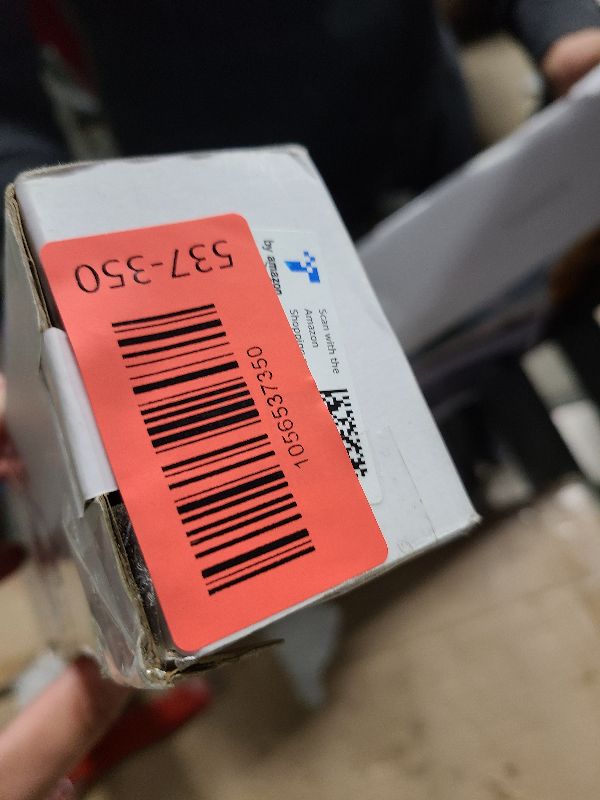 537-350
1056537350
by amazon
Scan with the
Amazon